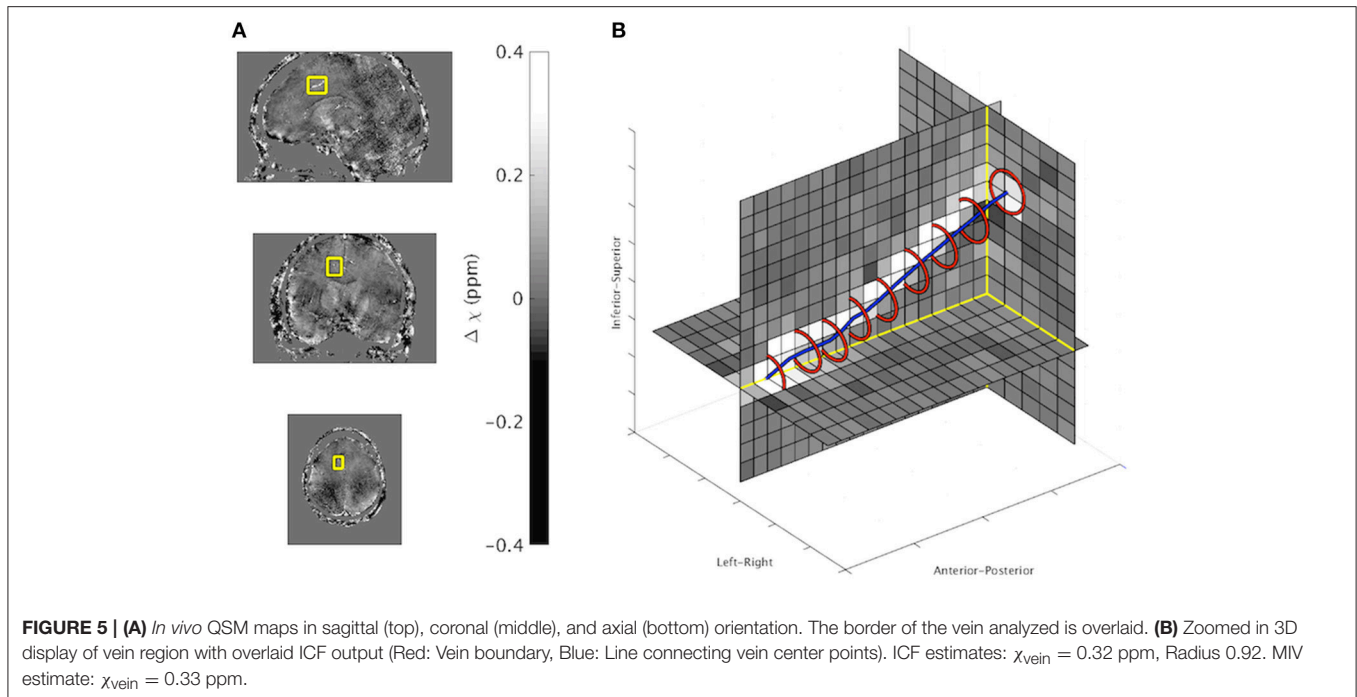 A
B
0.4
0.2
0
−0.2
−0.4
Δ χ (ppm)
Inferior–Superior
Left–Right
Anterior–Posterior
FIGURE 5 | (A) In vivo QSM maps in sagittal (top), coronal (middle), and axial (bottom) orientation. The border of the vein analyzed is overlaid. (B) Zoomed in 3D
display of vein region with overlaid ICF output (Red: Vein boundary, Blue: Line connecting vein center points). ICF estimates: χvein = 0.32 ppm, Radius 0.92. MIV
estimate: χvein = 0.33 ppm.